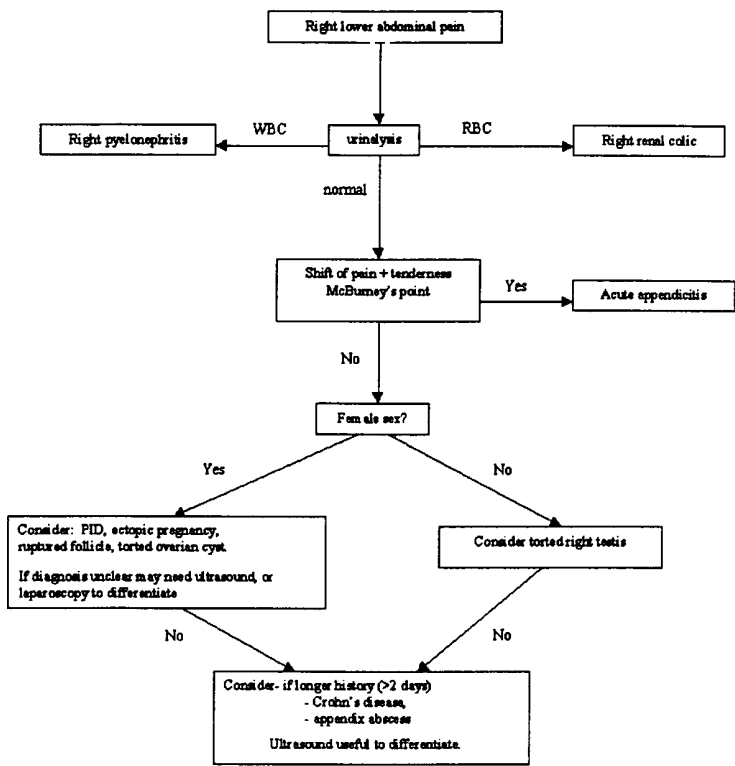 Right lower abdominal pain
WBC
RBC
Right pyelonephritis
urinalysis
Right renal colic
normal
Shift of pain + tenderness
McBurney's point
Yes
Acute appendicitis
No
Female sex?
Yes
No
Consider: PID, ectopic pregnancy,
ruptured follicle, torted ovarian cyst.
If diagnosis unclear may need ultrasound, or
laparoscopy to differentiate
Consider torted right testis
No
No
Consider- if longer history (>2 days)
- Crohn's disease,
- appendix abscess
Ultrasound useful to differentiate.